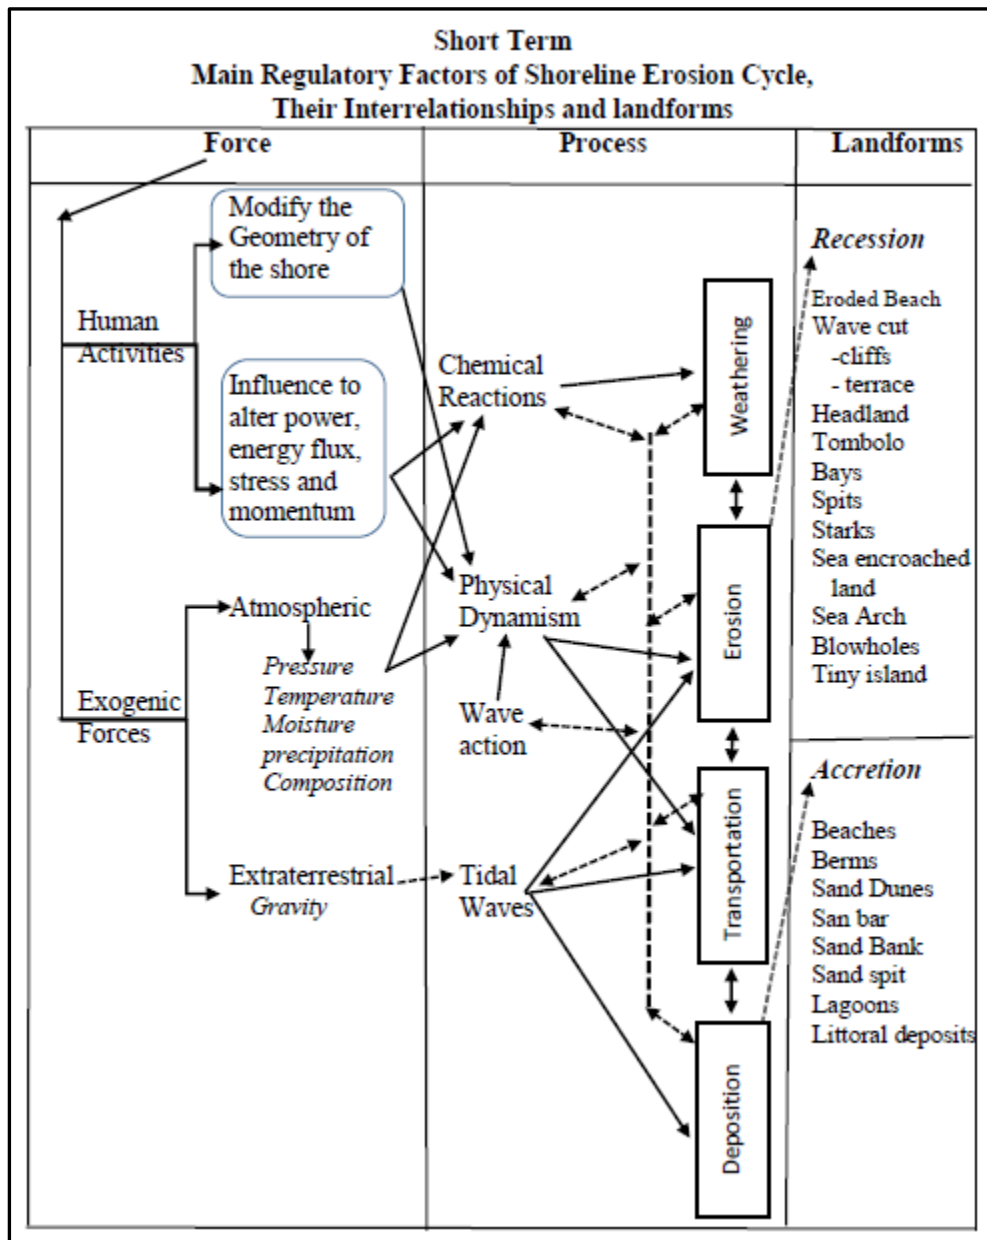 Short Term
Main Regulatory Factors of Shoreline Erosion Cycle,
Their Interrelationships and landforms
Force
Process
Landforms
Modify the
Geometry of
the shore
Human
Activities
Influence to
alter power,
energy flux,
stress and
momentum
Atmospheric
Pressure
Temperature
Moisture
precipitation
Composition
Exogenic
Forces
Extraterrestrial
Gravity
Chemical
Reactions
Physical
Dynamism
Wave
action
Tidal
Waves
Weathering
Erosion
Transportation
Deposition
Recession
Eroded Beach
Wave cut
-cliffs
- terrace
Headland
Tombolo
Bays
Spits
Starks
Sea encroached
land
Sea Arch
Blowholes
Tiny island
Accretion
Beaches
Berms
Sand Dunes
San bar
Sand Bank
Sand spit
Lagoons
Littoral deposits